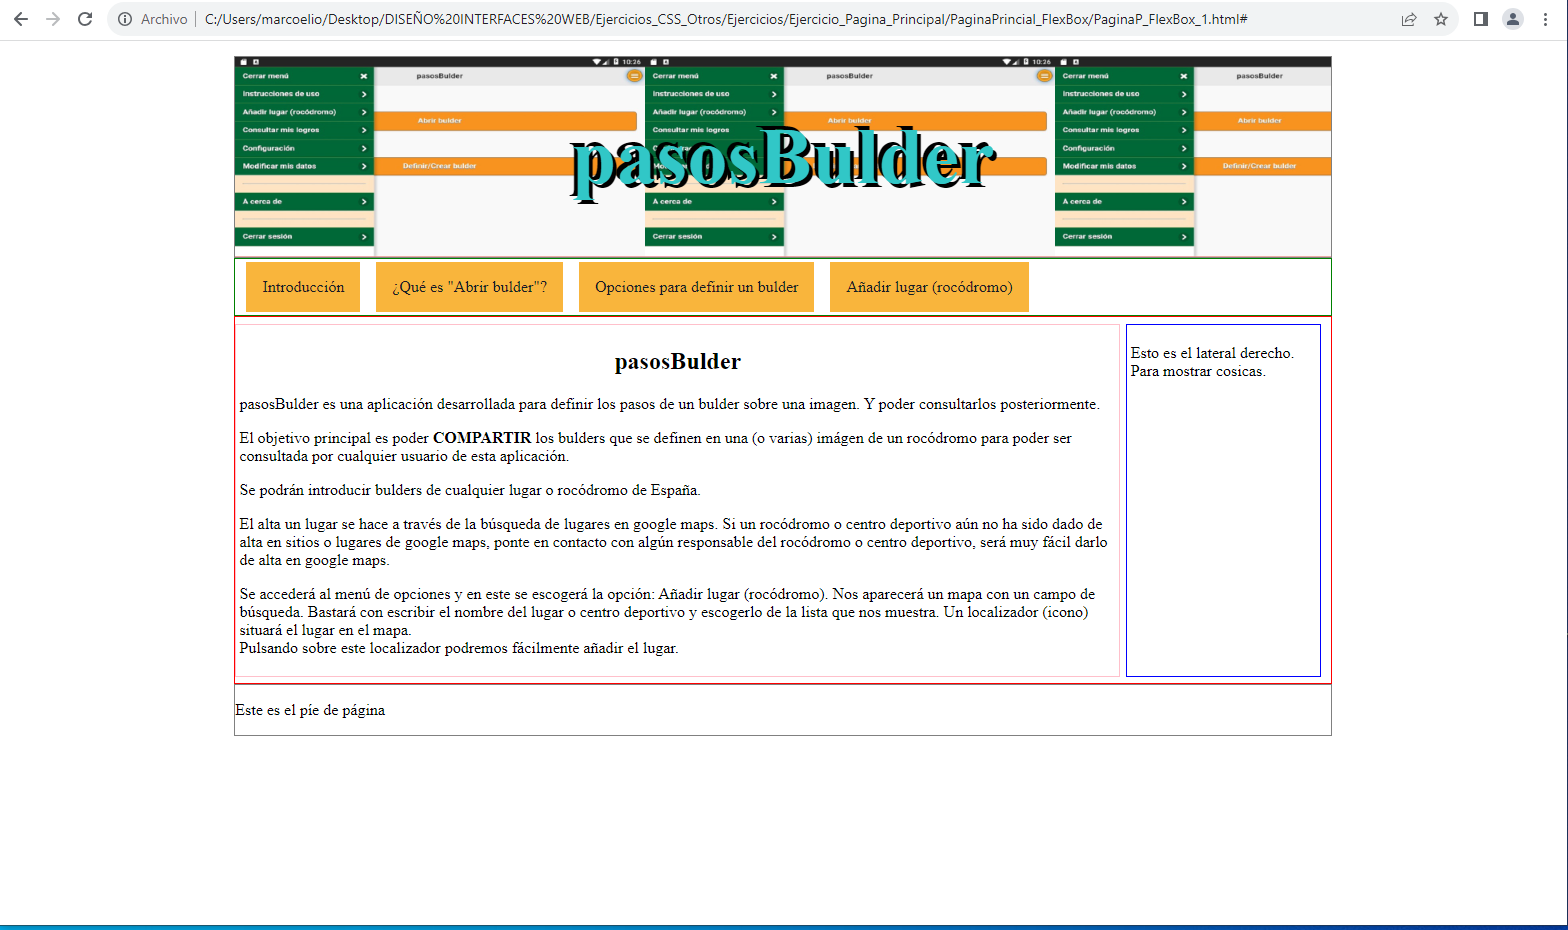 Archivo
C:/Users/marcoelio/Desktop/DISEÑO%20INTERFACES%20WEB/Ejercicios_CSS_Otros/Ejercicios/Ejercicio_Pagina_Principal/PaginaPrincial_FlexBox/PaginaP_FlexBox_1.html#
10:26
10:26
Cerrar menú
pasosBulder
Cerrar menú
pasosBulder
Cerrar menú
pasosBulder
Instrucciones de uso
Instrucciones de uso
Instrucciones de uso
Añadir lugar (rocódromo)
Abrir bulder
Añadir lugar (rocódromo)
Abrir bulder
Añadir lugar (rocódromo)
Abrir bulder
Consultar mis logros
Consultar mis logros
Consultar mis logros
Configuración
Configuración
pasosBulder
Modificar mis datos
Definir/Crear bulder
Modificar mis datos
Definir/Crear bulder
A cerca de
A cerca de
A cerca de
Cerrar sesión
Cerrar sesión
Cerrar sesión
Introducción
¿Qué es "Abrir bulder"?
Opciones para definir un bulder
Añadir lugar (rocódromo)
pasosBulder
pasosBulder es una aplicación desarrollada para definir los pasos de un bulder sobre una imagen. Y poder consultarlos posteriormente.
El objetivo principal es poder COMPARTIR los bulders que se definen en una (o varias) imágen de un rocódromo para poder ser
consultada por cualquier usuario de esta aplicación.
Se podrán introducir bulders de cualquier lugar o rocódromo de España.
El alta un lugar se hace a través de la búsqueda de lugares en google maps. Si un rocódromo o centro deportivo aún no ha sido dado de
alta en sitios o lugares de google maps, ponte en contacto con algún responsable del rocódromo o centro deportivo, será muy fácil darlo
de alta en google maps.
Se accederá al menú de opciones y en este se escogerá la opción: Añadir lugar (rocódromo). Nos aparecerá un mapa con un campo de
búsqueda. Bastará con escribir el nombre del lugar o centro deportivo y escogerlo de la lista que nos muestra. Un localizador (icono)
situará el lugar en el mapa.
Pulsando sobre este localizador podremos fácilmente añadir el lugar.
Esto es el lateral derecho.
Para mostrar cosicas.
Este es el píe de página